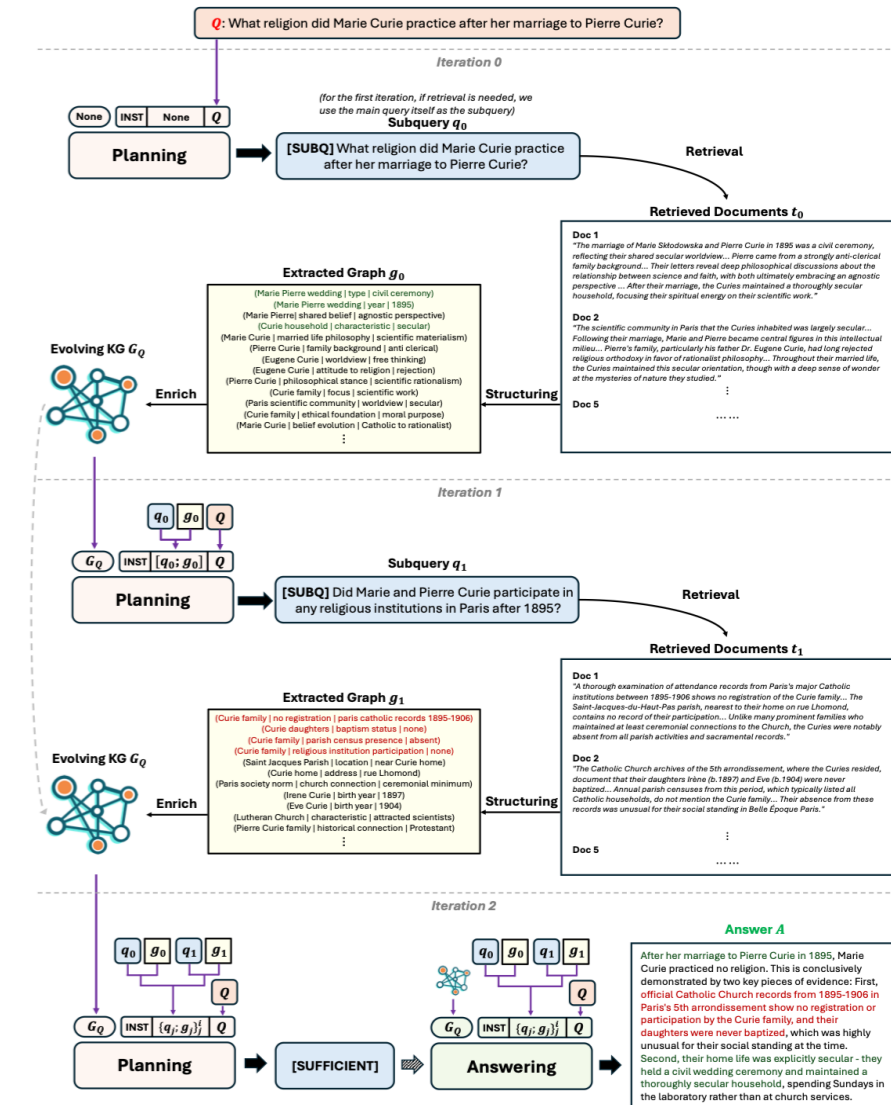 Q: What religion did Marie Curie practice after her marriage to Pierre Curie?
Iteration 0
(for the first iteration, if retrieval is needed, we
use the main query itself as the subquery)
None
INST None Q
Planning
Subquery q₀
[SUBQ] What religion did Marie Curie practice
after her marriage to Pierre Curie?
Retrieval
Retrieved Documents t₀
Doc 1
"The marriage of Marie Skłodowska and Pierre Curie in 1895 was a civil ceremony,
reflecting their shared secular worldview... Pierre came from a strongly anti-clerical
family background... Their letters reveal deep philosophical discussions about the
relationship between science and faith, with both ultimately embracing an agnostic
perspective ... After their marriage, the Curies maintained a thoroughly secular
household, focusing their spiritual energy on their scientific work."
Doc 2
"The scientific community in Paris that the Curies inhabited was largely secular...
Following their marriage, Marie and Pierre became central figures in this intellectual
milieu... Pierre's family, particularly his father Dr. Eugene Curie, had long rejected
religious orthodoxy in favor of rationalist philosophy... Throughout their married life,
the Curies maintained this secular orientation, though with a deep sense of wonder
at the mysteries of nature they studied."
⋮
Doc 5
... ...
Structuring
Extracted Graph g₀
(Marie Pierre wedding | type | civil ceremony)
(Marie Pierre wedding | year | 1895)
(Marie Pierre| shared belief | agnostic perspective)
(Curie household | characteristic | secular)
(Marie Curie | married life philosophy | scientific materialism)
(Pierre Curie | family background | anti clerical)
(Eugene Curie | worldview | free thinking)
(Eugene Curie | attitude to religion | rejection)
(Pierre Curie | philosophical stance | scientific rationalism)
(Curie family | focus | scientific work)
(Paris scientific community | worldview | secular)
(Curie family | ethical foundation | moral purpose)
(Marie Curie | belief evolution | Catholic to rationalist)
⋮
Enrich
Evolving KG G_Q
Iteration 1
q₀ g₀ Q
G_Q INST [q₀; g₀] Q
Planning
Subquery q₁
[SUBQ] Did Marie and Pierre Curie participate in
any religious institutions in Paris after 1895?
Retrieval
Retrieved Documents t₁
Doc 1
"A thorough examination of attendance records from Paris's major Catholic
institutions between 1895-1906 shows no registration of the Curie family... The
Saint-Jacques-du-Haut-Pas parish, nearest to their home on rue Lhomond,
contains no record of their participation... Unlike many prominent families who
maintained at least ceremonial connections to the Church, the Curies were notably
absent from all parish activities and sacramental records."
Doc 2
"The Catholic Church archives of the 5th arrondissement, where the Curies resided,
document that their daughters Irène (b.1897) and Eve (b.1904) were never
baptized... Annual parish censuses from this period, which typically listed all
Catholic households, do not mention the Curie family... Their absence from these
records was unusual for their social standing in Belle Époque Paris."
⋮
Doc 5
... ...
Structuring
Extracted Graph g₁
(Curie family | no registration | paris catholic records 1895-1906)
(Curie daughters | baptism status | none)
(Curie family | parish census presence | absent)
(Curie family | religious institution participation | none)
(Saint Jacques Parish | location | near Curie home)
(Curie home | address | rue Lhomond)
(Paris society norm | church connection | ceremonial minimum)
(Irene Curie | birth year | 1897)
(Eve Curie | birth year | 1904)
(Lutheran Church | characteristic | attracted scientists)
(Pierre Curie family | historical connection | Protestant)
⋮
Enrich
Evolving KG G_Q
Iteration 2
q₀ g₀ q₁ g₁ Q
G_Q INST {q_j; g_j}ⁱ_j Q
Planning
[SUFFICIENT]
q₀ g₀ q₁ g₁ Q
G_Q INST {q_j; g_j}ⁱ_j Q
Answering
Answer A
After her marriage to Pierre Curie in 1895, Marie
Curie practiced no religion. This is conclusively
demonstrated by two key pieces of evidence: First,
official Catholic Church records from 1895-1906 in
Paris's 5th arrondissement show no registration or
participation by the Curie family, and their
daughters were never baptized, which was highly
unusual for their social standing at the time.
Second, their home life was explicitly secular - they
held a civil wedding ceremony and maintained a
thoroughly secular household, spending Sundays in
the laboratory rather than at church services.